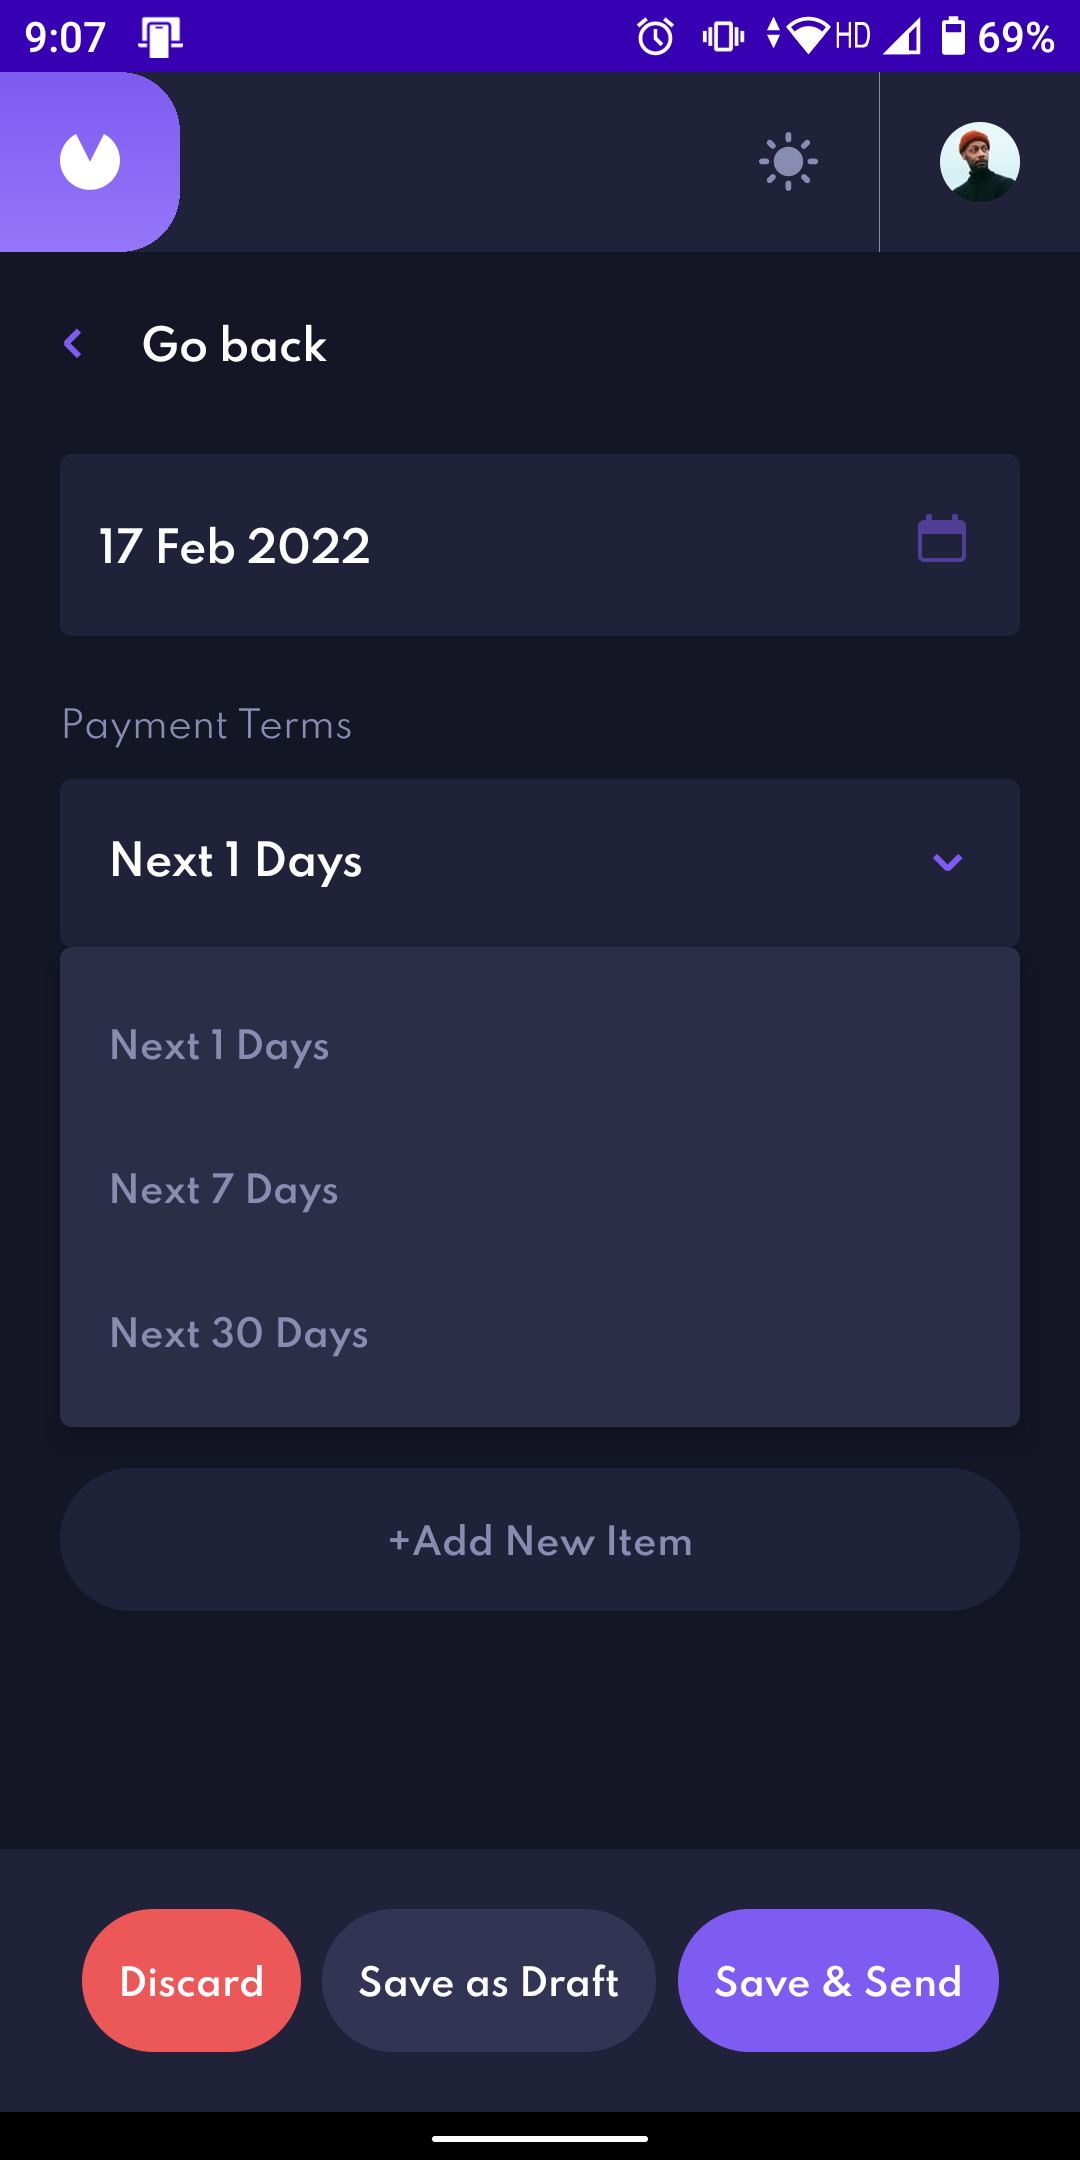 9:07
HD
69%
Go back
17 Feb 2022
Payment Terms
Next 1 Days
Next 1 Days
Next 7 Days
Next 30 Days
+Add New Item
Discard
Save as Draft
Save & Send